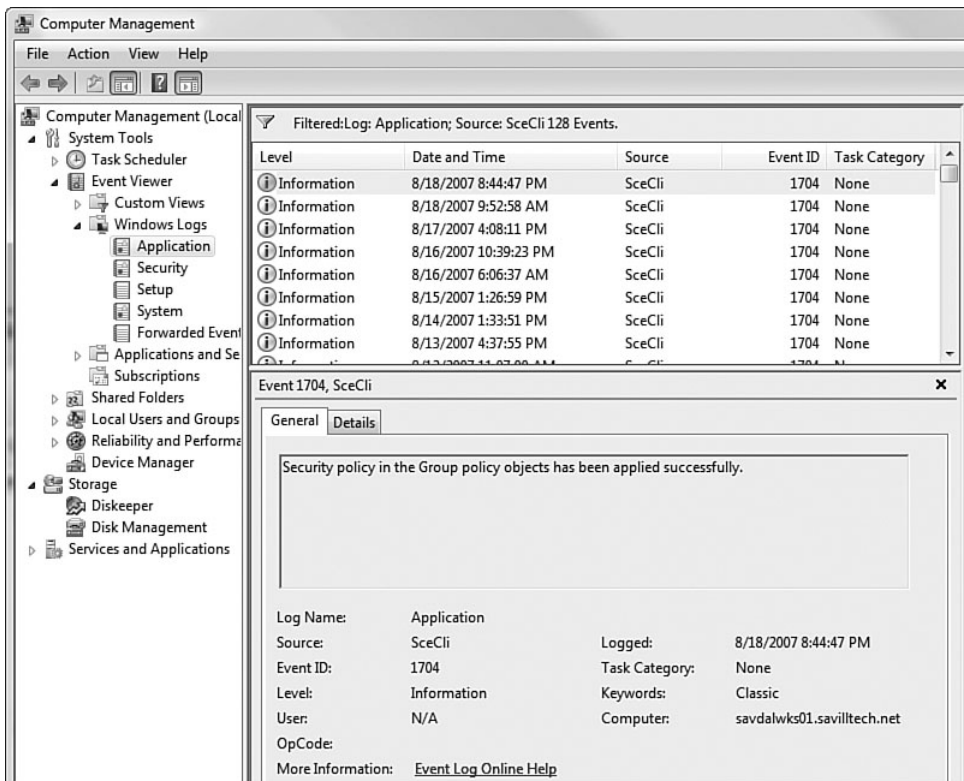 Computer Management
File Action View Help
Computer Management (Local
System Tools
Task Scheduler
Event Viewer
Custom Views
Windows Logs
Application
Security
Setup
System
Forwarded Event
Applications and Se
Subscriptions
Shared Folders
Local Users and Groups
Reliability and Performa
Device Manager
Storage
Diskeeper
Disk Management
Services and Applications
Filtered:Log: Application; Source: SceCli 128 Events.
Level Date and Time Source Event ID Task Category
Information 8/18/2007 8:44:47 PM SceCli 1704 None
Information 8/18/2007 9:52:58 AM SceCli 1704 None
Information 8/17/2007 4:08:11 PM SceCli 1704 None
Information 8/16/2007 10:39:23 PM SceCli 1704 None
Information 8/16/2007 6:06:37 AM SceCli 1704 None
Information 8/15/2007 1:26:59 PM SceCli 1704 None
Information 8/14/2007 1:33:51 PM SceCli 1704 None
Information 8/13/2007 4:37:55 PM SceCli 1704 None
Event 1704, SceCli
General Details
Security policy in the Group policy objects has been applied successfully.
Log Name: Application
Source: SceCli Logged: 8/18/2007 8:44:47 PM
Event ID: 1704 Task Category: None
Level: Information Keywords: Classic
User: N/A Computer: savdalwks01.savilltech.net
OpCode:
More Information: Event Log Online Help